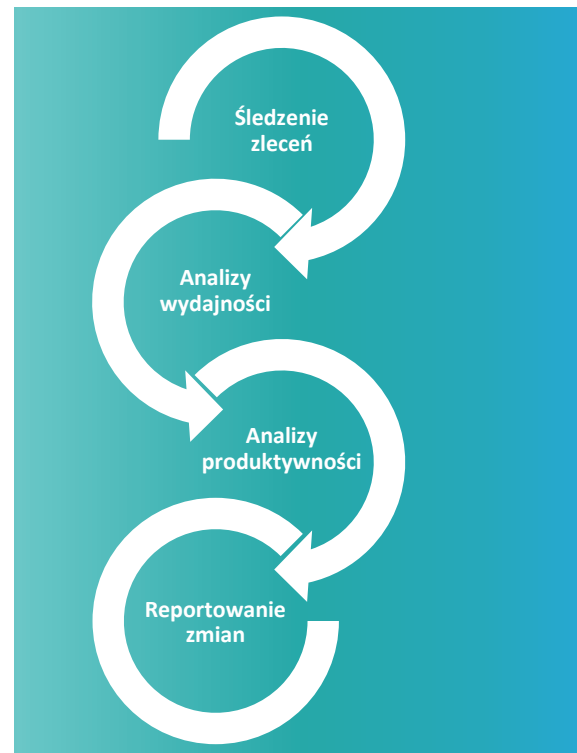 Śledzenie
zleceń
Analizy
wydajności
Analizy
produktywności
Reportowanie
zmian